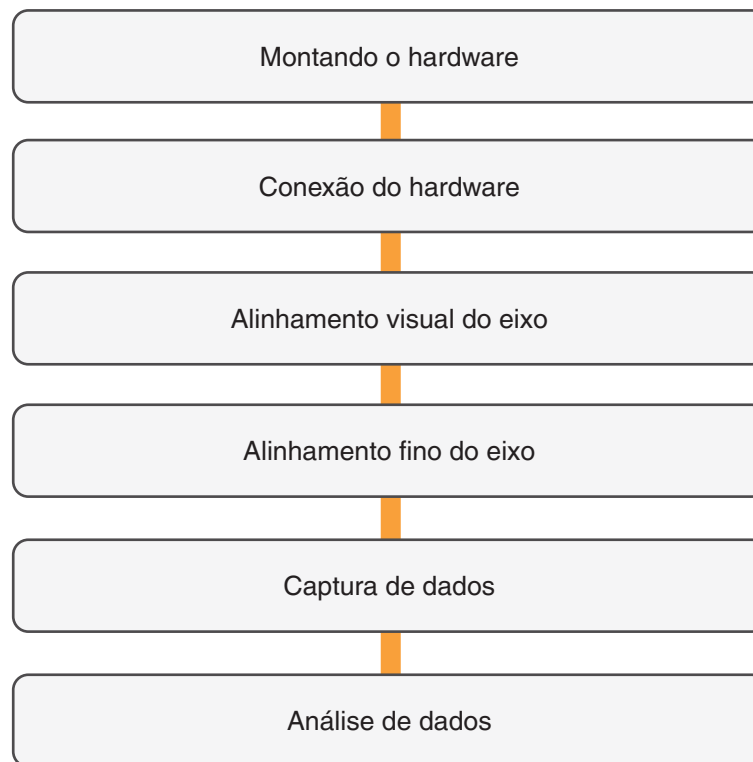 Montando o hardware
Conexão do hardware
Alinhamento visual do eixo
Alinhamento fino do eixo
Captura de dados
Análise de dados